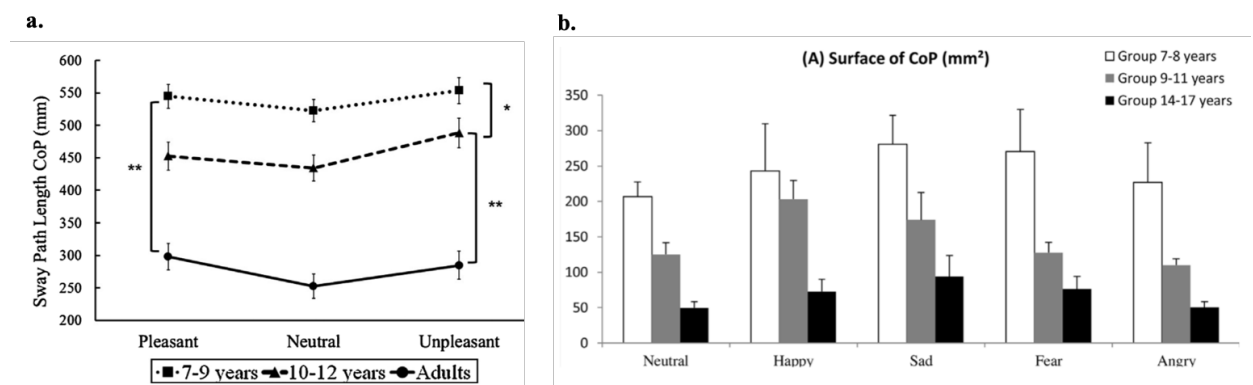 a.
600
550
500
450
400
350
300
250
200
Sway Path Length CoP (mm)
**
*
**
Pleasant Neutral Unpleasant
7-9 years 10-12 years Adults
b.
(A) Surface of CoP (mm²)
Group 7-8 years
Group 9-11 years
Group 14-17 years
350
300
250
200
150
100
50
0
Neutral Happy Sad Fear Angry